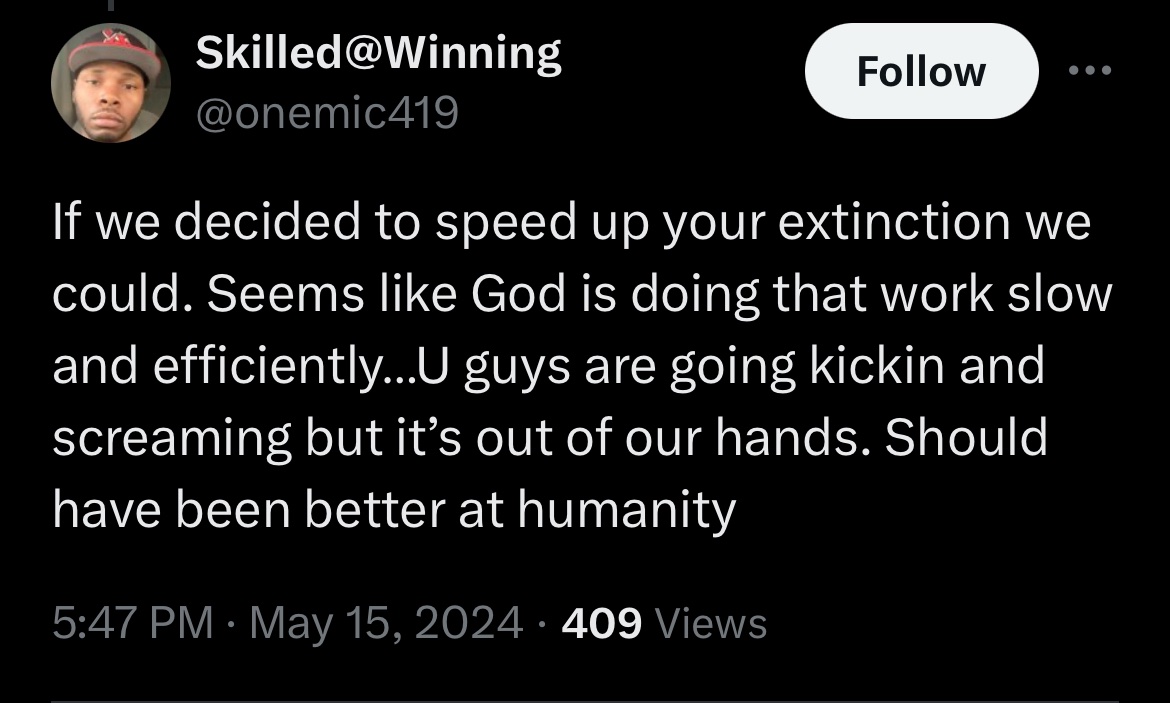 Skilled@Winning
@onemic419
Follow
If we decided to speed up your extinction we
could. Seems like God is doing that work slow
and efficiently...U guys are going kickin and
screaming but it’s out of our hands. Should
have been better at humanity
5:47 PM · May 15, 2024 · 409 Views